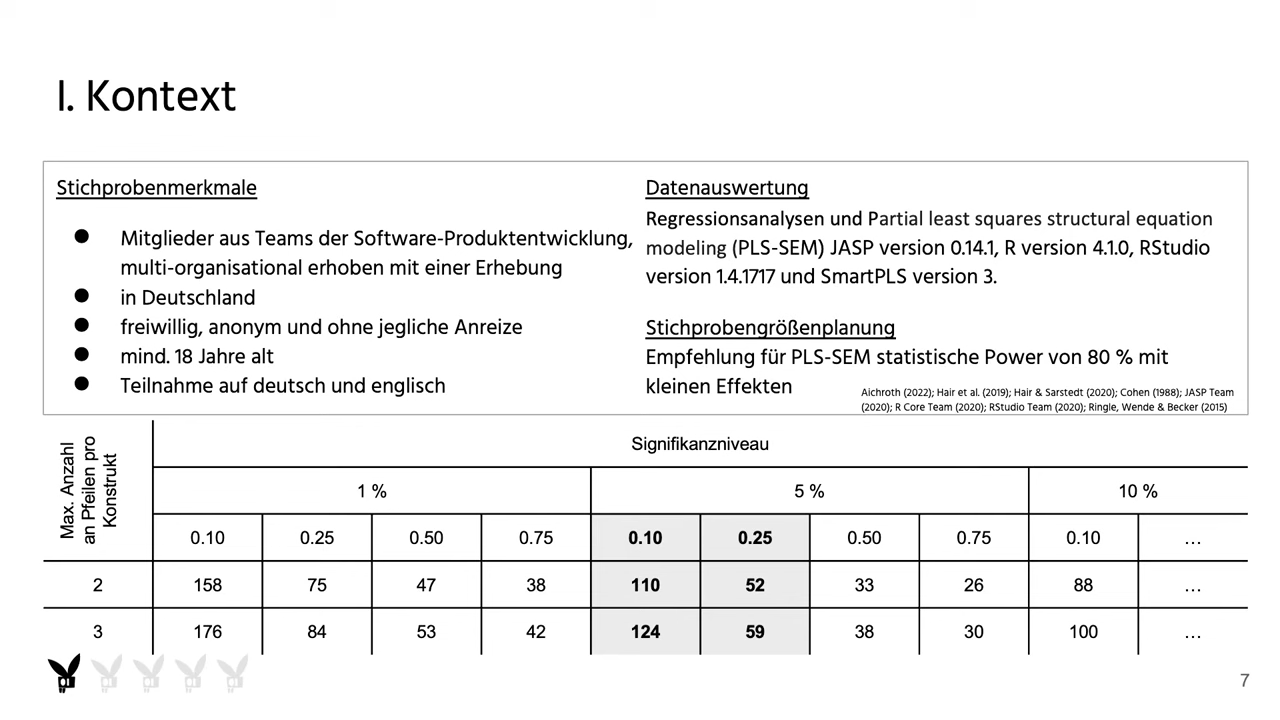 I. Kontext
Stichprobenmerkmale
● Mitglieder aus Teams der Software-Produktentwicklung,
multi-organisational erhoben mit einer Erhebung
● in Deutschland
● freiwillig, anonym und ohne jegliche Anreize
● mind. 18 Jahre alt
● Teilnahme auf deutsch und englisch
Datenauswertung
Regressionsanalysen und Partial least squares structural equation
modeling (PLS-SEM) JASP version 0.14.1, R version 4.1.0, RStudio
version 1.4.1717 und SmartPLS version 3.
Stichprobengrößenplanung
Empfehlung für PLS-SEM statistische Power von 80 % mit
kleinen Effekten
Aichroth (2022); Hair et al. (2019); Hair & Sarstedt (2020); Cohen (1988); JASP Team
(2020); R Core Team (2020); RStudio Team (2020); Ringle, Wende & Becker (2015)
Max. Anzahl
an Pfeilen pro
Konstrukt
Signifikanzniveau
1 % 5 % 10 %
0.10 0.25 0.50 0.75 0.10 0.25 0.50 0.75 0.10 …
2 158 75 47 38 110 52 33 26 88 …
3 176 84 53 42 124 59 38 30 100 …
7